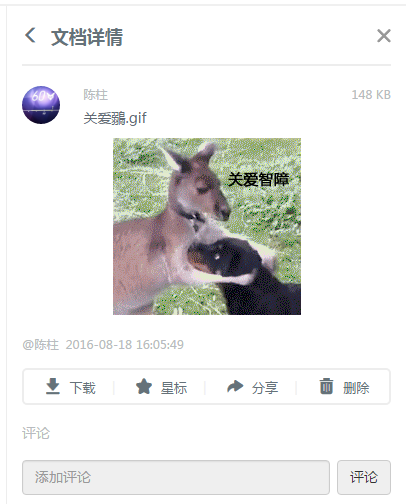 文档详情
陈柱
148 KB
关爱鶸.gif
关爱智障
@陈柱 2016-08-18 16:05:49
下载
星标
分享
删除
评论
添加评论
评论